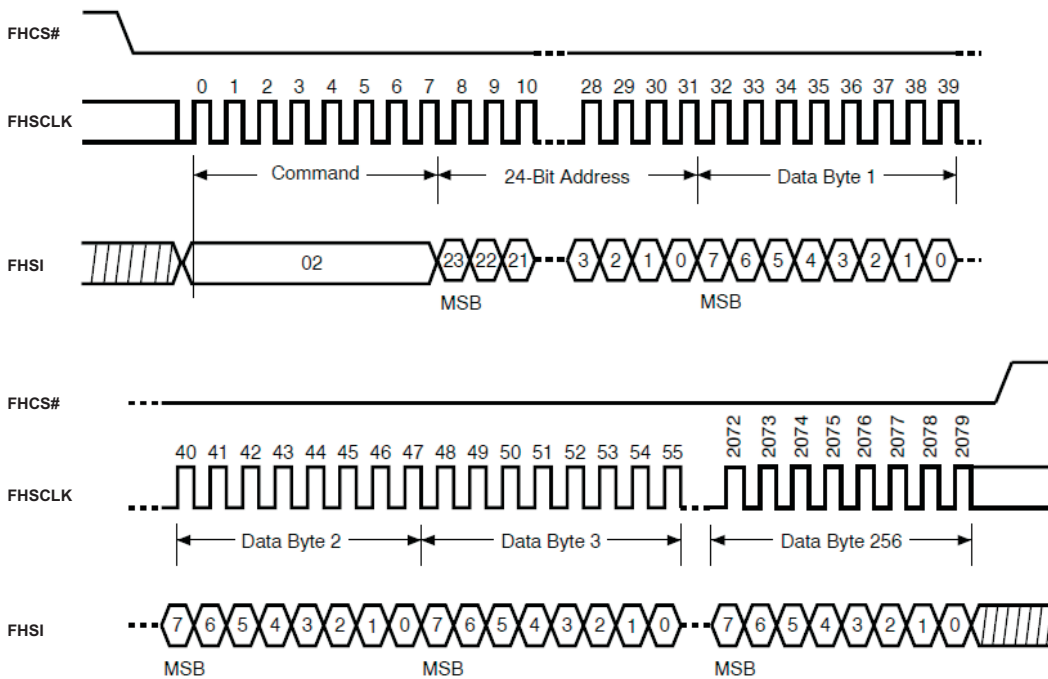 FHCS#
0 1 2 3 4 5 6 7 8 9 10 28 29 30 31 32 33 34 35 36 37 38 39
FHSCLK
Command 24-Bit Address Data Byte 1
FHSI 02 23 22 21 3 2 1 0 7 6 5 4 3 2 1 0
MSB MSB
FHCS#
40 41 42 43 44 45 46 47 48 49 50 51 52 53 54 55 2072 2073 2074 2075 2076 2077 2078 2079
FHSCLK
Data Byte 2 Data Byte 3 Data Byte 256
FHSI 7 6 5 4 3 2 1 0 7 6 5 4 3 2 1 0 7 6 5 4 3 2 1 0
MSB MSB MSB